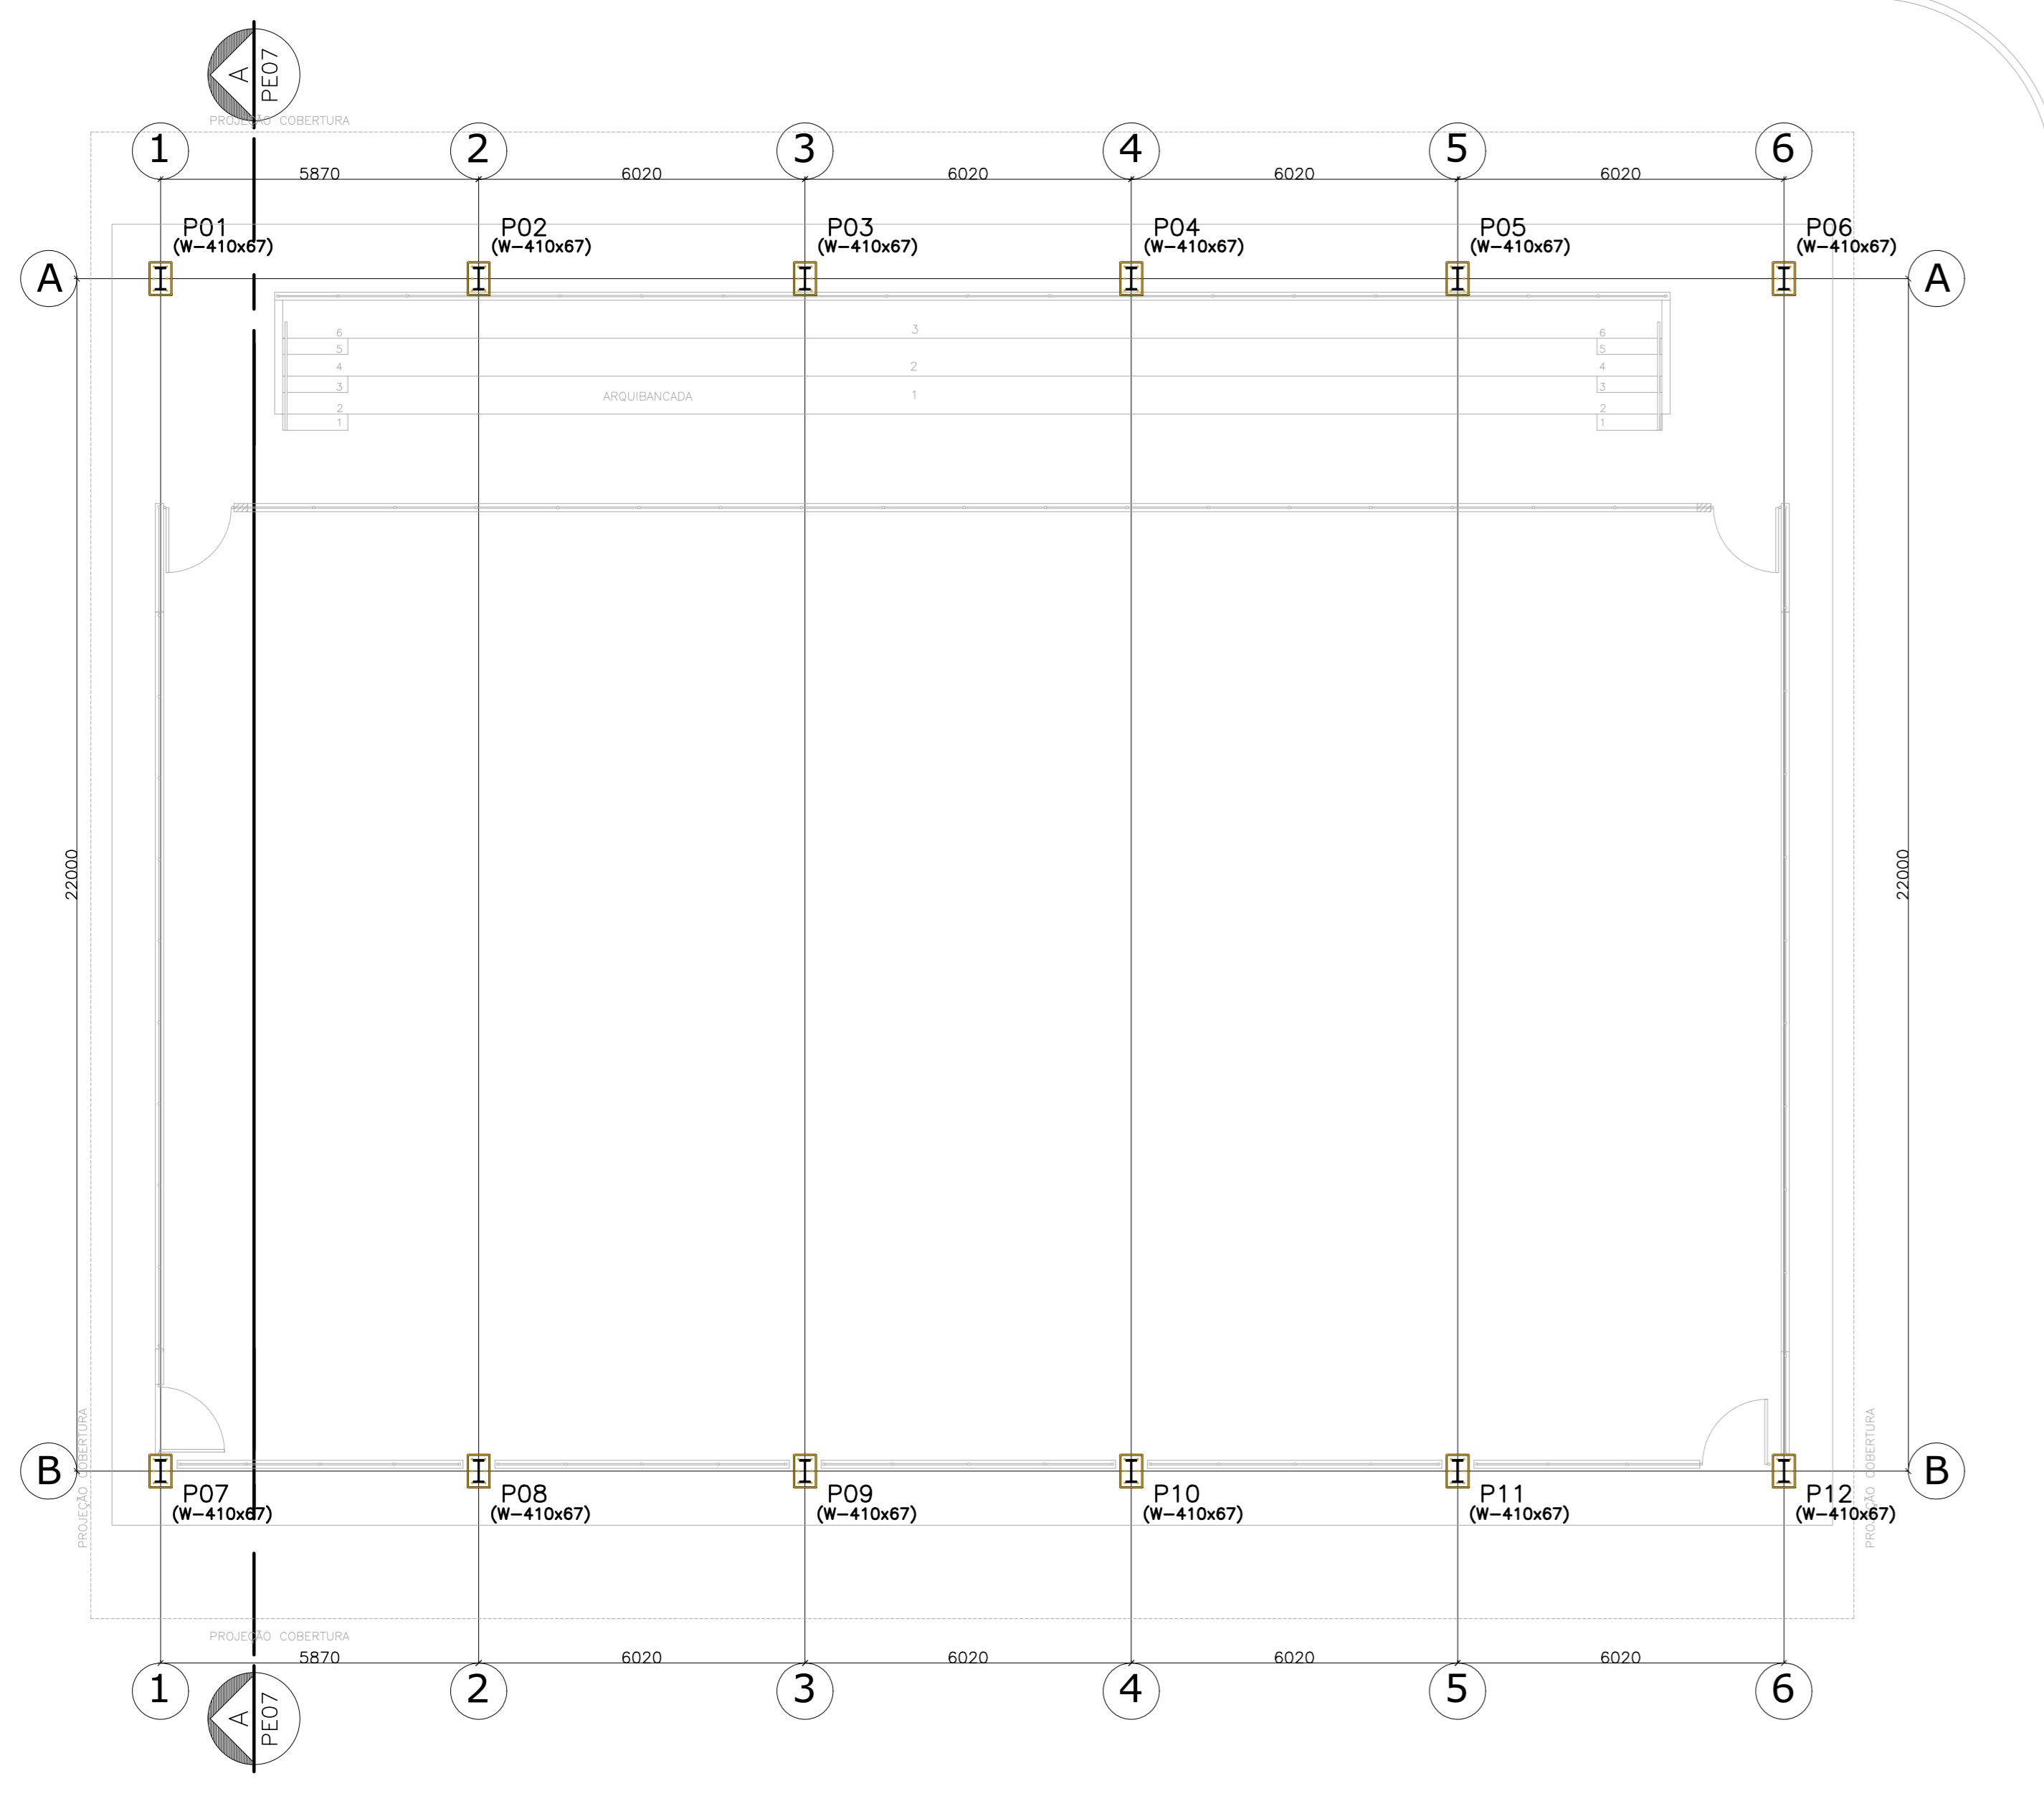 A
PE07
PROJEÇÃO COBERTURA
1 2 3 4 5 6
5870 6020 6020 6020 6020
P01 P02 P03 P04 P05 P06
(W-410x67) (W-410x67) (W-410x67) (W-410x67) (W-410x67) (W-410x67)
A A
6 3 6
5 5
4 2 4
3 ARQUIBANCADA 1 3
2 2
1 1
22000 22000
PROJEÇÃO COBERTURA PROJEÇÃO COBERTURA
B B
P07 P08 P09 P10 P11 P12
(W-410x67) (W-410x67) (W-410x67) (W-410x67) (W-410x67) (W-410x67)
PROJEÇÃO COBERTURA
5870 6020 6020 6020 6020
1 2 3 4 5 6
A
PE07